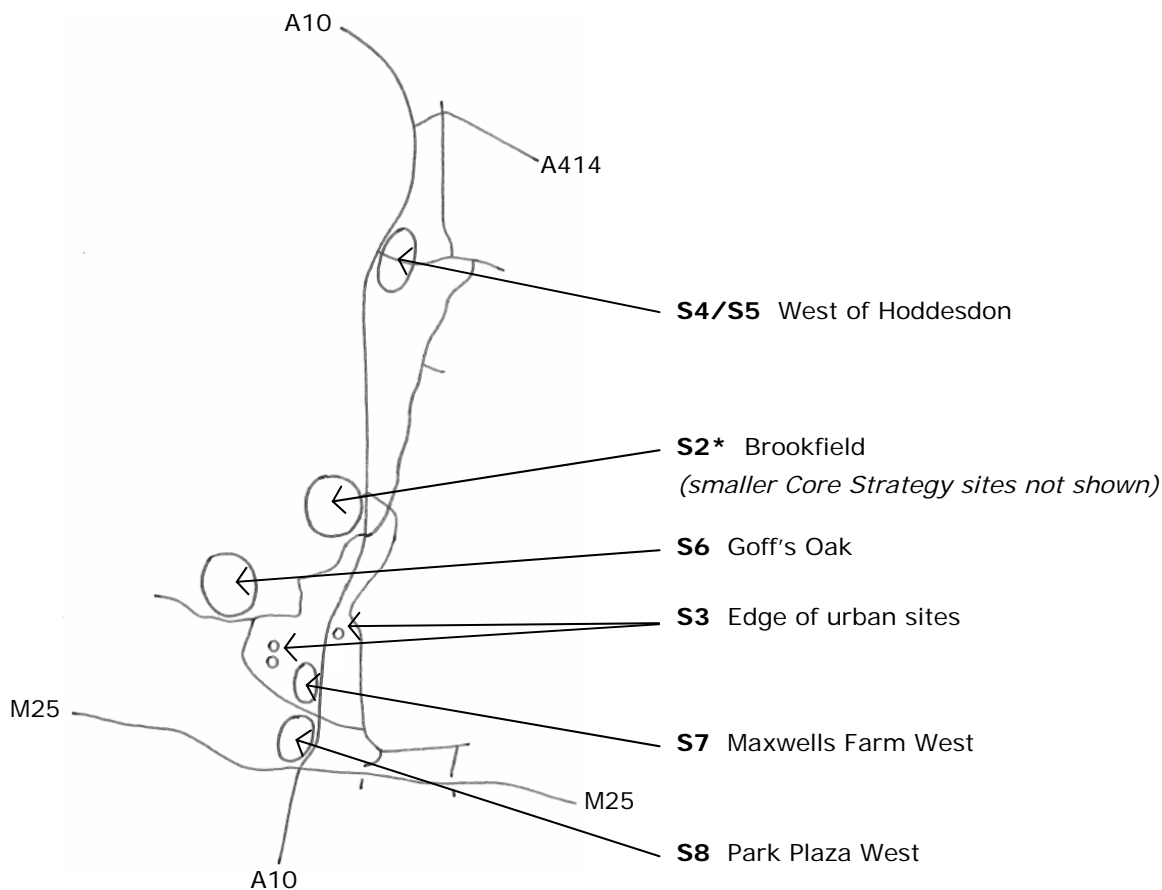 A10
A414
S4/S5 West of Hoddesdon
S2* Brookfield
(smaller Core Strategy sites not shown)
S6 Goff's Oak
S3 Edge of urban sites
M25
S7 Maxwells Farm West
M25
S8 Park Plaza West
A10